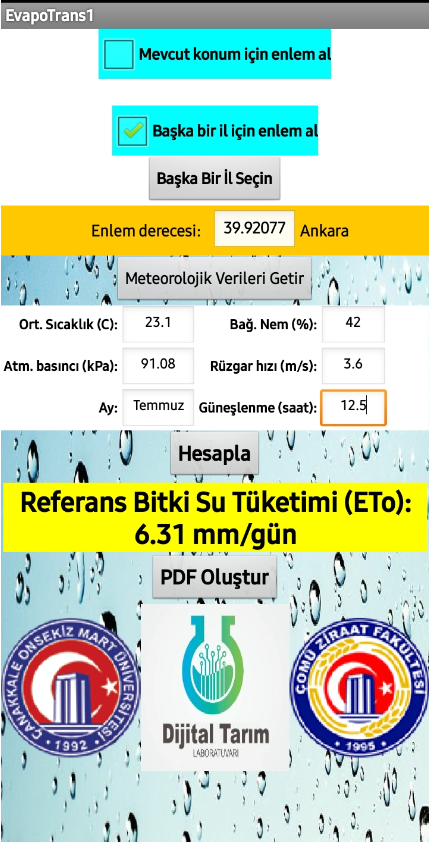 EvapoTrans1
Mevcut konum için enlem al
Başka bir il için enlem al
Başka Bir İl Seçin
Enlem derecesi: 39.92077 Ankara
Meteorolojik Verileri Getir
Ort. Sıcaklık (C): 23.1 Bağ. Nem (%): 42
Atm. basıncı (kPa): 91.08 Rüzgar hızı (m/s): 3.6
Ay: Temmuz Güneşlenme (saat): 12.5
Hesapla
Referans Bitki Su Tüketimi (ETo):
6.31 mm/gün
PDF Oluştur
ÇANAKKALE ONSEKİZ MART ÜNİVERSİTESİ
• 1992 •
Dijital Tarım
LABORATUVARI
ÇOMÜ ZİRAAT FAKÜLTESİ
• 1995 •